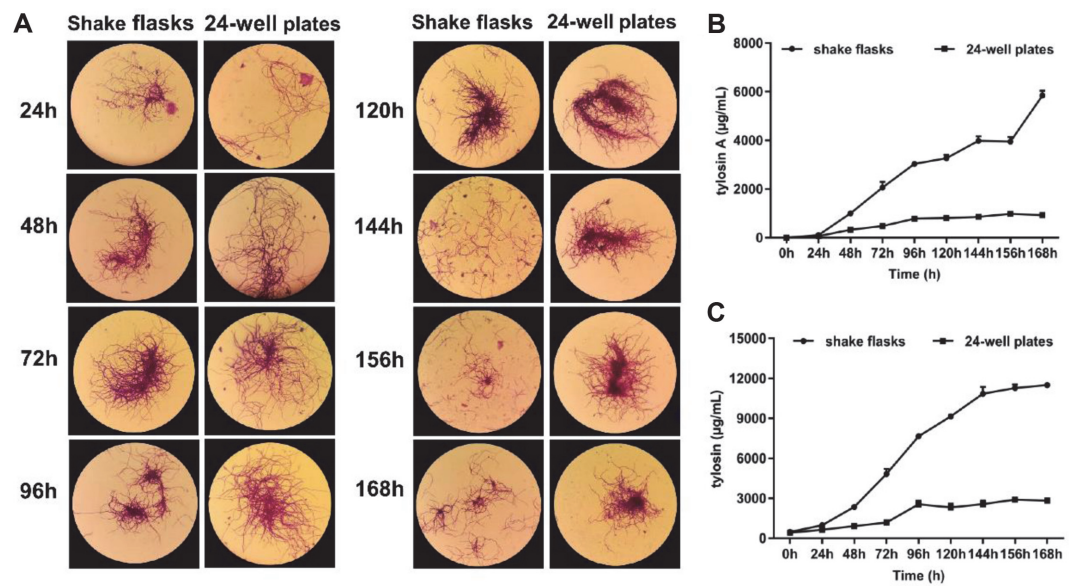 A
Shake flasks 24-well plates
24h
48h
72h
96h
Shake flasks 24-well plates
120h
144h
156h
168h
B
shake flasks 24-well plates
tylosin A (μg/mL)
8000
6000
4000
2000
0
0h 24h 48h 72h 96h 120h 144h 156h 168h
Time (h)
C
shake flasks 24-well plates
tylosin (μg/mL)
15000
12000
9000
6000
3000
0
0h 24h 48h 72h 96h 120h 144h 156h 168h
Time (h)